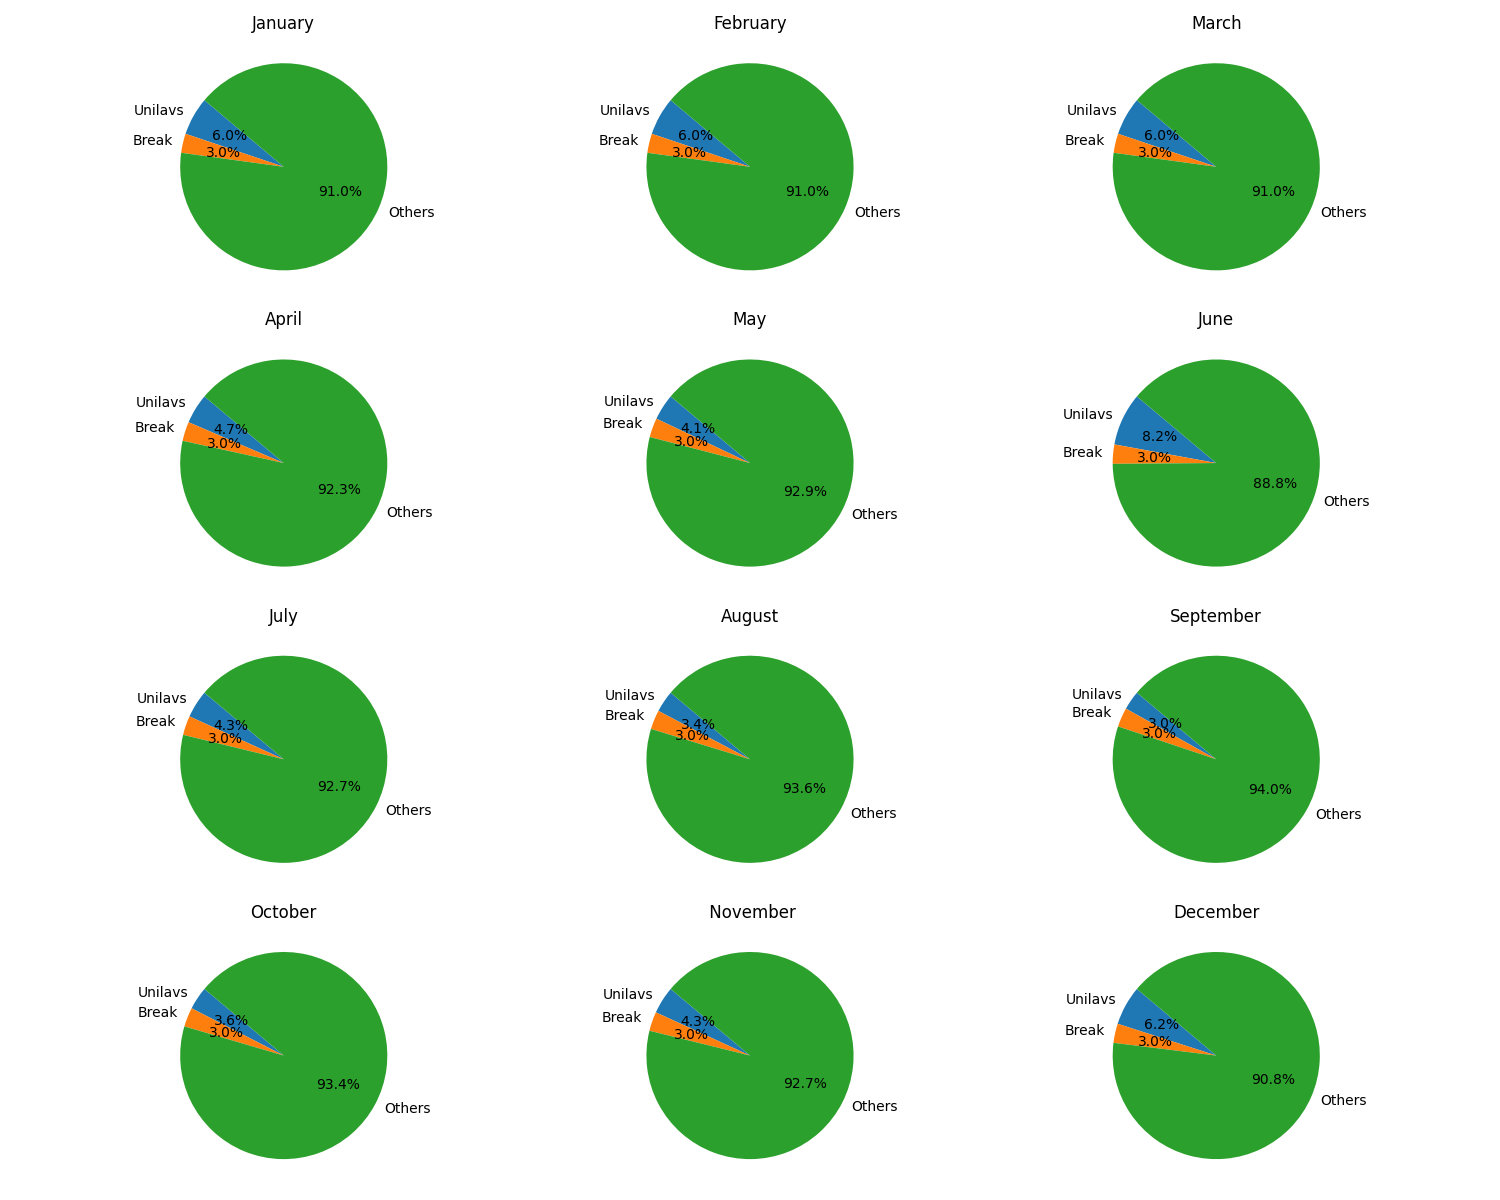 January
Unilavs
6.0%
Break
3.0%
91.0%
Others
February
Unilavs
6.0%
Break
3.0%
91.0%
Others
March
Unilavs
6.0%
Break
3.0%
91.0%
Others
April
Unilavs
4.7%
Break
3.0%
92.3%
Others
May
Unilavs
4.1%
Break
3.0%
92.9%
Others
June
Unilavs
8.2%
Break
3.0%
88.8%
Others
July
Unilavs
4.3%
Break
3.0%
92.7%
Others
August
Unilavs
3.4%
Break
3.0%
93.6%
Others
September
Unilavs
3.0%
Break
3.0%
94.0%
Others
October
Unilavs
3.6%
Break
3.0%
93.4%
Others
November
Unilavs
4.3%
Break
3.0%
92.7%
Others
December
Unilavs
6.2%
Break
3.0%
90.8%
Others